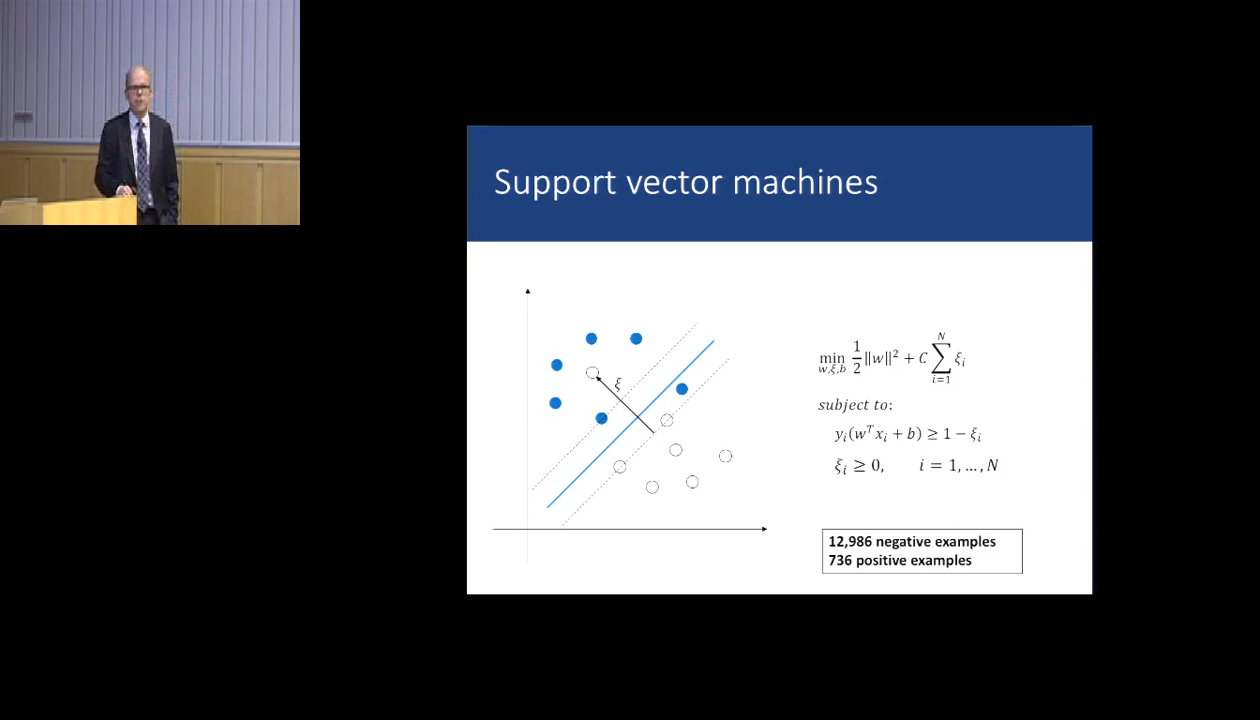 Support vector machines
ξ
min w,ξ,b 1/2 ‖w‖² + C ∑ i=1 N ξᵢ
subject to:
yᵢ(wᵀxᵢ + b) ≥ 1 − ξᵢ
ξᵢ ≥ 0, i = 1, …, N
12,986 negative examples
736 positive examples